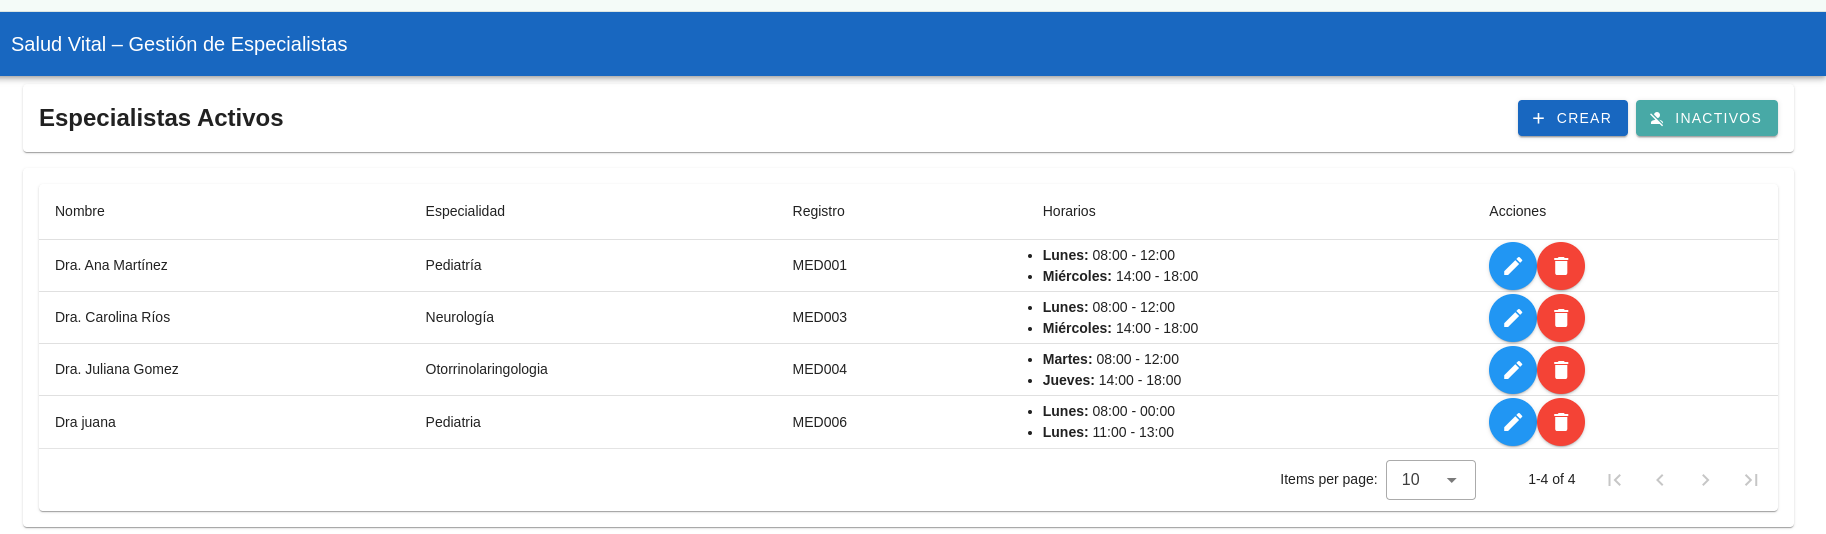 Salud Vital – Gestión de Especialistas
Especialistas Activos
CREAR
INACTIVOS
Nombre Especialidad Registro Horarios Acciones
Dra. Ana Martínez Pediatría MED001
Lunes: 08:00 - 12:00
Miércoles: 14:00 - 18:00
Dra. Carolina Ríos Neurología MED003
Lunes: 08:00 - 12:00
Miércoles: 14:00 - 18:00
Dra. Juliana Gomez Otorrinolaringologia MED004
Martes: 08:00 - 12:00
Jueves: 14:00 - 18:00
Dra juana Pediatria MED006
Lunes: 08:00 - 00:00
Lunes: 11:00 - 13:00
Items per page: 10 1-4 of 4